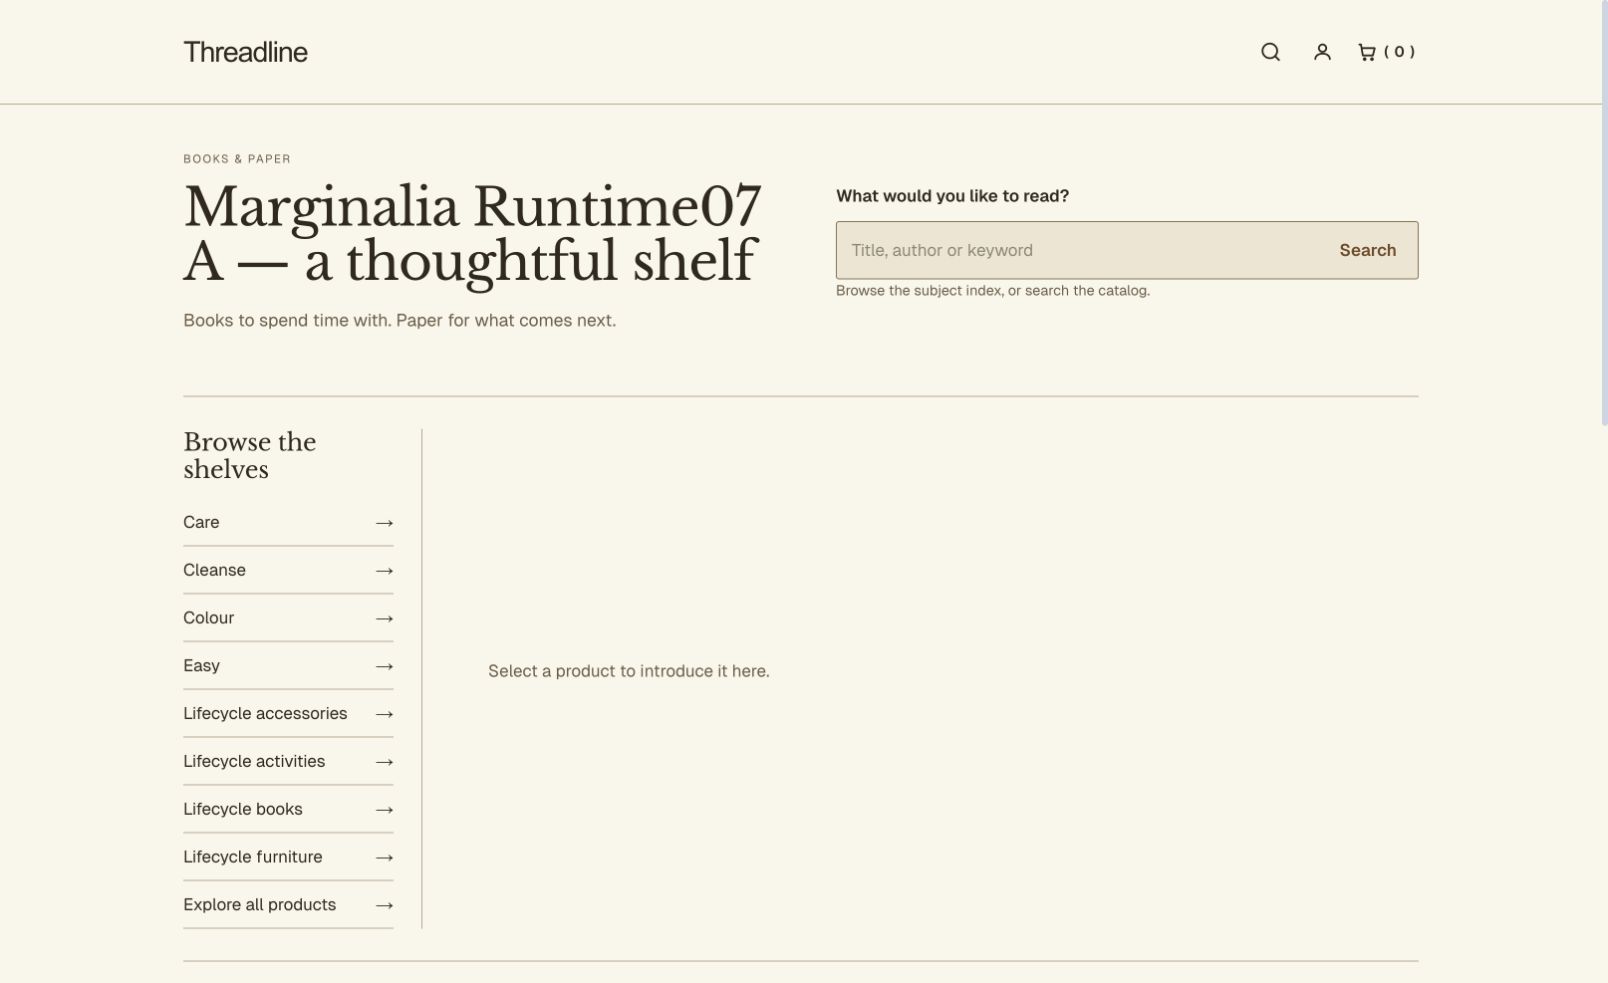 Threadline
( 0 )
BOOKS & PAPER
Marginalia Runtime07
A — a thoughtful shelf
Books to spend time with. Paper for what comes next.
What would you like to read?
Title, author or keyword
Search
Browse the subject index, or search the catalog.
Browse the
shelves
Care →
Cleanse →
Colour →
Easy →
Lifecycle accessories →
Lifecycle activities →
Lifecycle books →
Lifecycle furniture →
Explore all products →
Select a product to introduce it here.